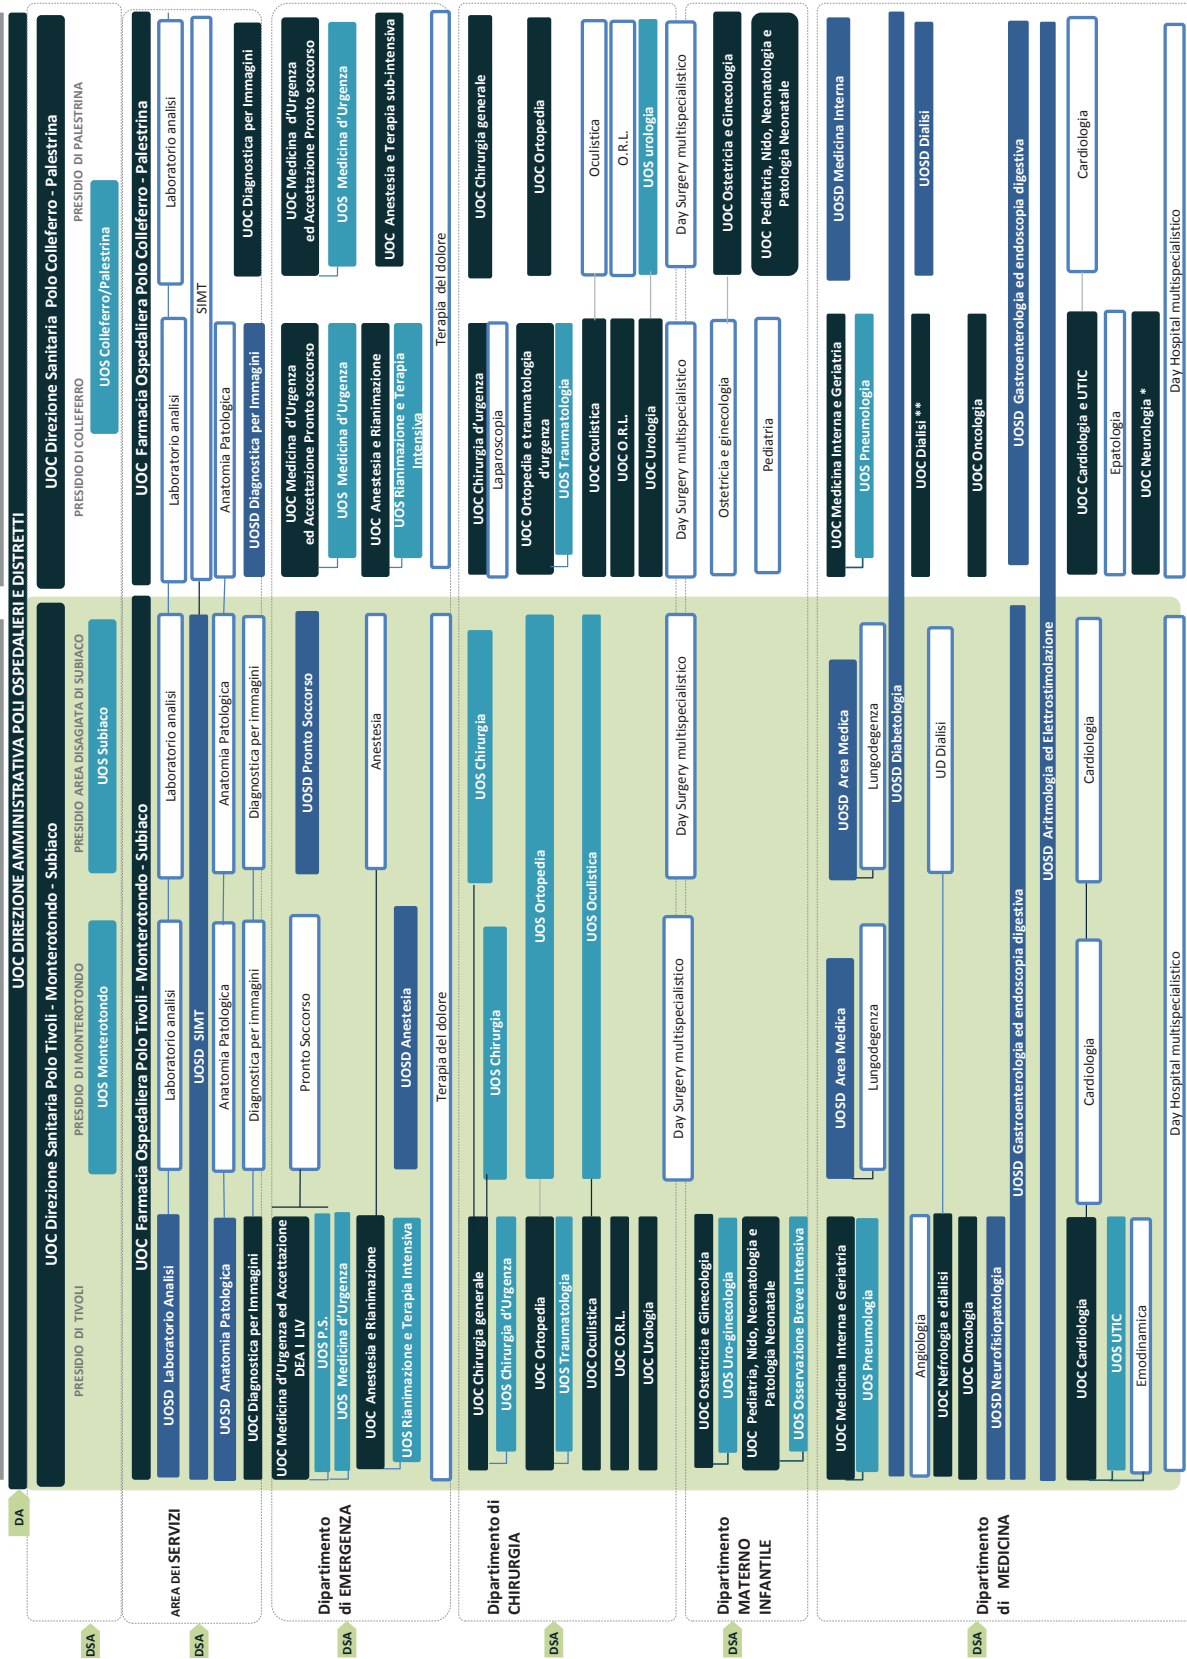 DA
UOC DIREZIONE AMMINISTRATIVA POLI OSPEDALIERI E DISTRETTI
DSA
UOC Direzione Sanitaria Polo Tivoli - Monterotondo - Subiaco
UOC Direzione Sanitaria Polo Colleferro - Palestrina
PRESIDIO DI TIVOLI
PRESIDIO DI MONTEROTONDO
PRESIDIO AREA DISAGIATA DI SUBIACO
PRESIDIO DI COLLEFERRO
PRESIDIO DI PALESTRINA
UOS Monterotondo
UOS Subiaco
UOS Colleferro/Palestrina
DSA
AREA DEI SERVIZI
UOC Farmacia Ospedaliera Polo Tivoli - Monterotondo - Subiaco
UOC Farmacia Ospedaliera Polo Colleferro - Palestrina
UOSD Laboratorio Analisi
Laboratorio analisi
Laboratorio analisi
Laboratorio analisi
Laboratorio analisi
UOSD SIMT
SIMT
UOSD Anatomia Patologica
Anatomia Patologica
Anatomia Patologica
Anatomia Patologica
UOC Diagnostica per Immagini
Diagnostica per immagini
Diagnostica per immagini
UOSD Diagnostica per Immagini
UOC Diagnostica per Immagini
DSA
Dipartimento
di EMERGENZA
UOC Medicina d'Urgenza ed Accettazione
DEA I LIV
UOS P.S.
UOS Medicina d'Urgenza
Pronto Soccorso
UOSD Pronto Soccorso
UOC Medicina d'Urgenza
ed Accettazione Pronto soccorso
UOS Medicina d'Urgenza
UOC Medicina d'Urgenza
ed Accettazione Pronto soccorso
UOS Medicina d'Urgenza
UOC Anestesia e Rianimazione
UOS Rianimazione e Terapia Intensiva
UOSD Anestesia
Anestesia
UOC Anestesia e Rianimazione
UOS Rianimazione e Terapia
Intensiva
UOC Anestesia e Terapia sub-intensiva
Terapia del dolore
Terapia del dolore
DSA
Dipartimento di
CHIRURGIA
UOC Chirurgia generale
UOS Chirurgia d'Urgenza
UOS Chirurgia
UOS Chirurgia
UOC Chirurgia d'urgenza
Laparoscopia
UOC Chirurgia generale
UOC Ortopedia
UOS Traumatologia
UOS Ortopedia
UOC Ortopedia e traumatologia
d'urgenza
UOS Traumatologia
UOC Ortopedia
UOC Oculistica
UOS Oculistica
UOC Oculistica
Oculistica
UOC O.R.L.
UOC O.R.L.
O.R.L.
UOC Urologia
UOC Urologia
UOS urologia
Day Surgery multispecialistico
Day Surgery multispecialistico
Day Surgery multispecialistico
Day Surgery multispecialistico
DSA
Dipartimento
MATERNO
INFANTILE
UOC Ostetricia e Ginecologia
UOS Uro-ginecologia
Ostetricia e ginecologia
UOC Ostetricia e Ginecologia
UOC Pediatria, Nido, Neonatologia e
Patologia Neonatale
UOS Osservazione Breve Intensiva
Pediatria
UOC Pediatria, Nido, Neonatologia e
Patologia Neonatale
DSA
Dipartimento
di MEDICINA
UOC Medicina Interna e Geriatria
UOS Pneumologia
UOSD Area Medica
Lungodegenza
UOSD Area Medica
Lungodegenza
UOC Medicina Interna e Geriatria
UOS Pneumologia
UOSD Medicina Interna
UOSD Diabetologia
Angiologia
UOC Nefrologia e dialisi
UD Dialisi
UOC Dialisi **
UOSD Dialisi
UOC Oncologia
UOC Oncologia
UOSD Neurofisiopatologia
UOSD Gastroenterologia ed endoscopia digestiva
UOSD Gastroenterologia ed endoscopia digestiva
UOSD Aritmologia ed Elettrostimolazione
UOC Cardiologia
UOS UTIC
Emodinamica
Cardiologia
Cardiologia
UOC Cardiologia e UTIC
Cardiologia
Epatologia
UOC Neurologia *
Day Hospital multispecialistico
Day Hospital multispecialistico